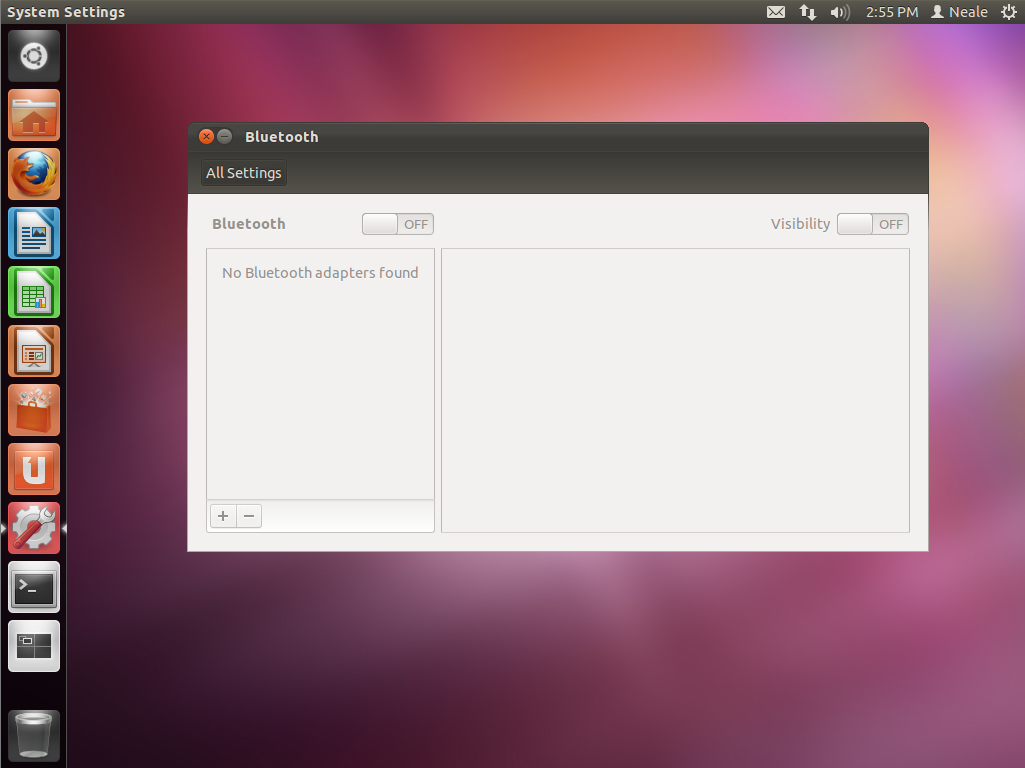 System Settings
2:55 PM Neale
Bluetooth
All Settings
Bluetooth OFF
Visibility OFF
No Bluetooth adapters found